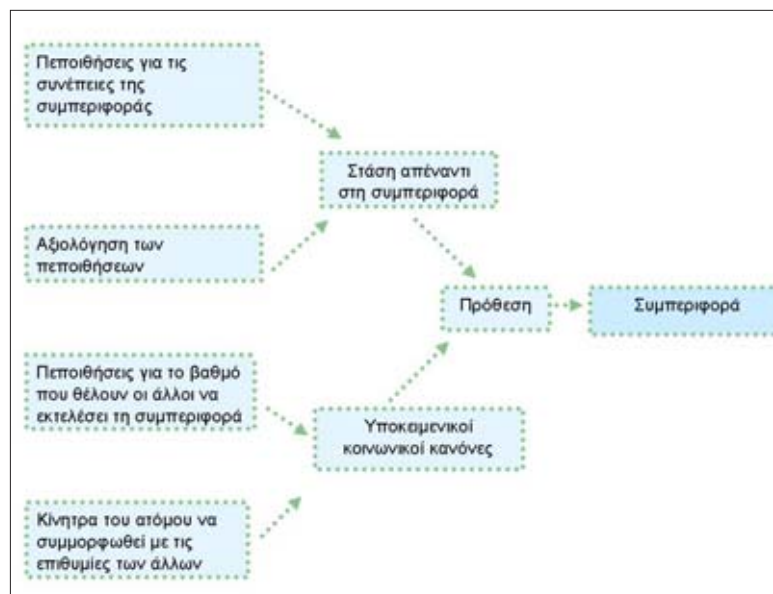 Πεποιθήσεις για τις
συνέπειες της
συμπεριφοράς
Στάση απέναντι
στη συμπεριφορά
Αξιολόγηση των
πεποιθήσεων
Πρόθεση
Συμπεριφορά
Πεποιθήσεις για το βαθμό
που θέλουν οι άλλοι να
εκτελέσει τη συμπεριφορά
Υποκειμενικοί
κοινωνικοί κανόνες
Κίνητρα του ατόμου να
συμμορφωθεί με τις
επιθυμίες των άλλων